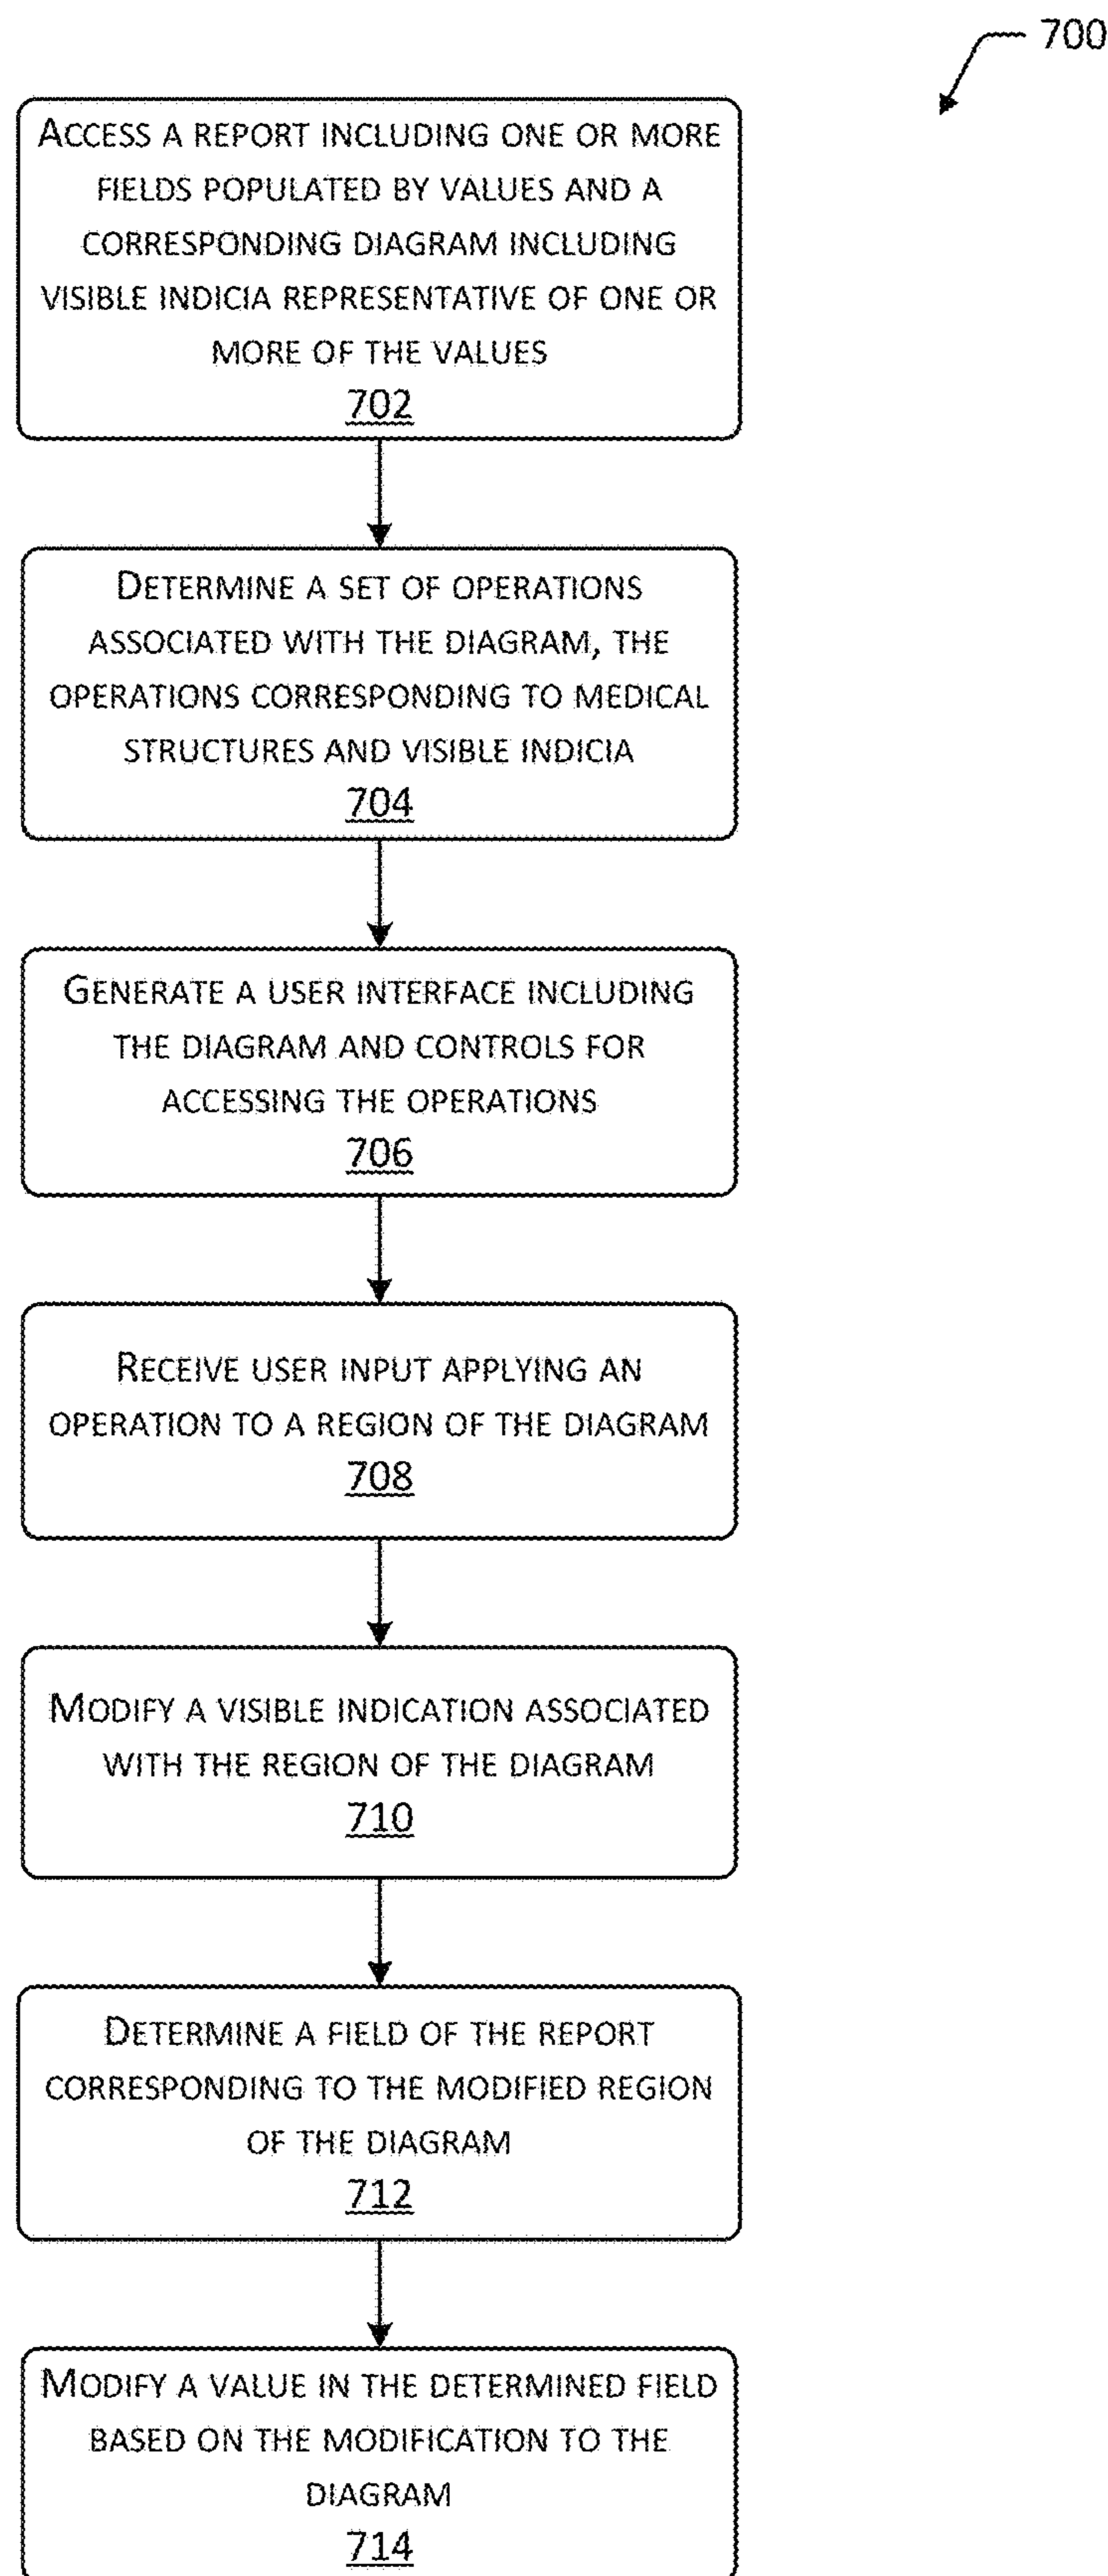 700
ACCESS A REPORT INCLUDING ONE OR MORE
FIELDS POPULATED BY VALUES AND A
CORRESPONDING DIAGRAM INCLUDING
VISIBLE INDICIA REPRESENTATIVE OF ONE OR
MORE OF THE VALUES
702
DETERMINE A SET OF OPERATIONS
ASSOCIATED WITH THE DIAGRAM, THE
OPERATIONS CORRESPONDING TO MEDICAL
STRUCTURES AND VISIBLE INDICIA
704
GENERATE A USER INTERFACE INCLUDING
THE DIAGRAM AND CONTROLS FOR
ACCESSING THE OPERATIONS
706
RECEIVE USER INPUT APPLYING AN
OPERATION TO A REGION OF THE DIAGRAM
708
MODIFY A VISIBLE INDICATION ASSOCIATED
WITH THE REGION OF THE DIAGRAM
710
DETERMINE A FIELD OF THE REPORT
CORRESPONDING TO THE MODIFIED REGION
OF THE DIAGRAM
712
MODIFY A VALUE IN THE DETERMINED FIELD
BASED ON THE MODIFICATION TO THE
DIAGRAM
714